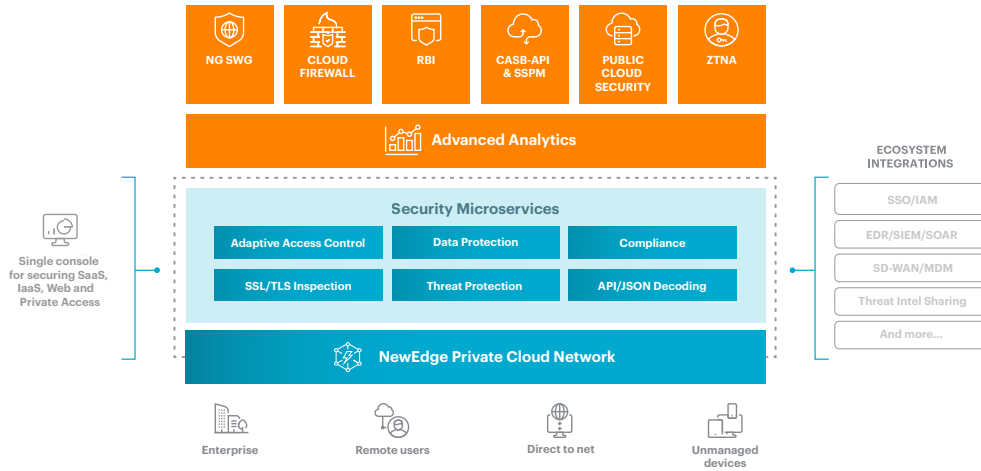 NG SWG
CLOUD
FIREWALL
RBI
CASB-API
& SSPM
PUBLIC
CLOUD
SECURITY
ZTNA
Advanced Analytics
Single console
for securing SaaS,
IaaS, Web and
Private Access
Security Microservices
Adaptive Access Control
Data Protection
Compliance
SSL/TLS Inspection
Threat Protection
API/JSON Decoding
NewEdge Private Cloud Network
ECOSYSTEM
INTEGRATIONS
SSO/IAM
EDR/SIEM/SOAR
SD-WAN/MDM
Threat Intel Sharing
And more...
Enterprise
Remote users
Direct to net
Unmanaged
devices